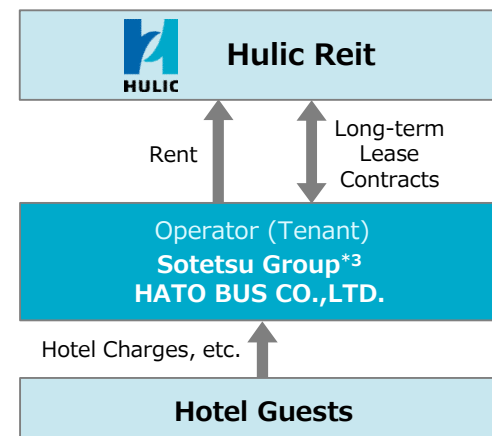 HULIC
Hulic Reit
Rent
Long-term
Lease
Contracts
Operator (Tenant)
Sotetsu Group*3
HATO BUS CO.,LTD.
Hotel Charges, etc.
Hotel Guests